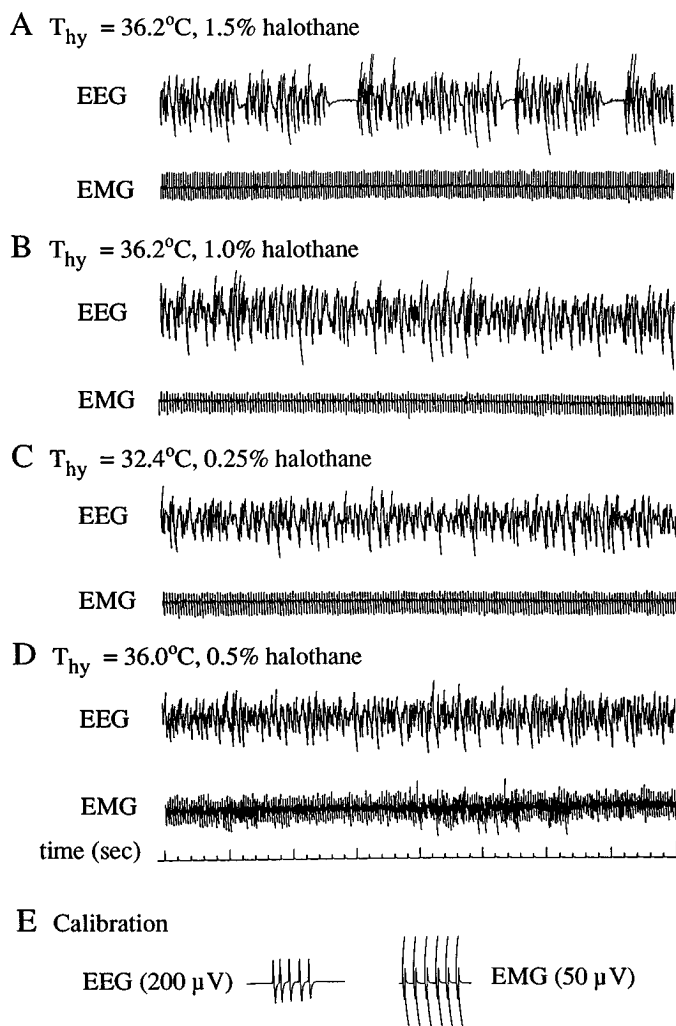 A T_hy = 36.2°C, 1.5% halothane
EEG
EMG
B T_hy = 36.2°C, 1.0% halothane
EEG
EMG
C T_hy = 32.4°C, 0.25% halothane
EEG
EMG
D T_hy = 36.0°C, 0.5% halothane
EEG
EMG
time (sec)
E Calibration
EEG (200 µV)
EMG (50 µV)